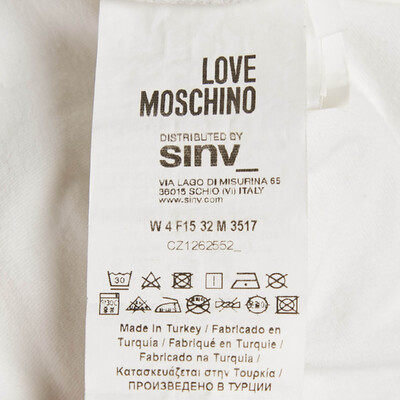 LOVE
MOSCHINO
DISTRIBUTED BY
sinv_
VIA LAGO DI MISURINA 65
36015 SCHIO (VI) ITALY
www.sinv.com
W 4 F15 32 M 3517
CZ1262552_
30
Made in Turkey / Fabricado en
Turquía / Fabriqué en Turquie /
Fabricado na Turquia /
Κατασκευάζεται στην Τουρκία /
ПРОИЗВЕДЕНО В ТУРЦИИ